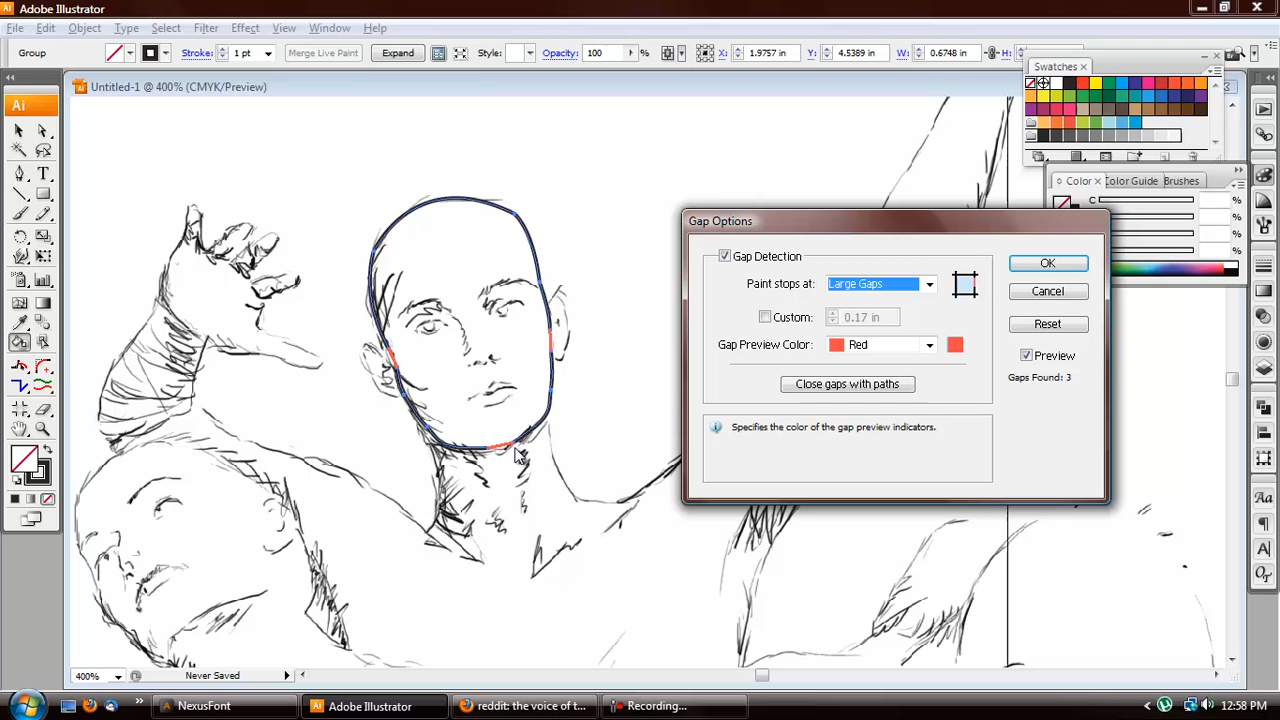 Adobe Illustrator
File Edit Object Type Select Filter Effect View Window Help
Group Stroke: 1 pt Merge Live Paint Expand Style: Opacity: 100 % X: 1.9757 in Y: 4.5389 in W: 0.6748 in H:
Untitled-1 @ 400% (CMYK/Preview)
Swatches
Ai
Color Color Guide Brushes
C
Gap Options
Gap Detection
Paint stops at: Large Gaps
Custom: 0.17 in
Gap Preview Color: Red
Close gaps with paths
Specifies the color of the gap preview indicators.
OK
Cancel
Reset
Preview
Gaps Found: 3
400% Never Saved
NexusFont Adobe Illustrator reddit: the voice of t... Recording... 12:58 PM